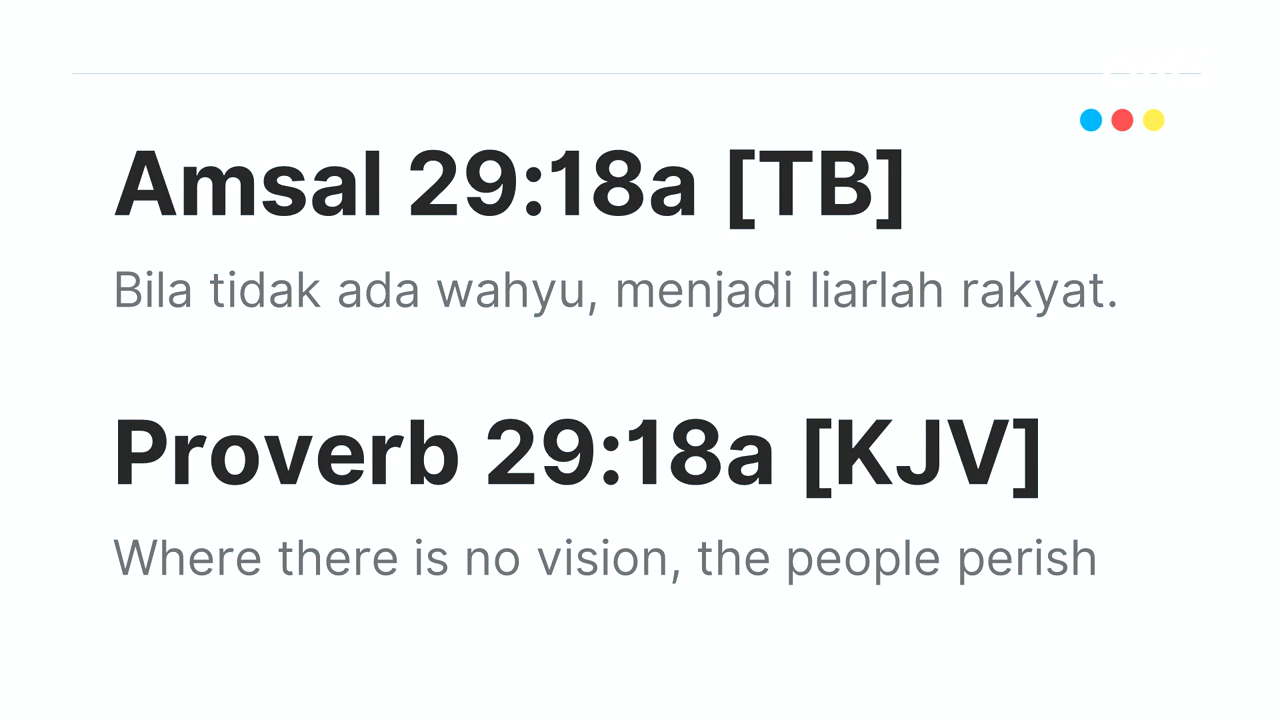 Amsal 29:18a [TB]
Bila tidak ada wahyu, menjadi liarlah rakyat.
Proverb 29:18a [KJV]
Where there is no vision, the people perish